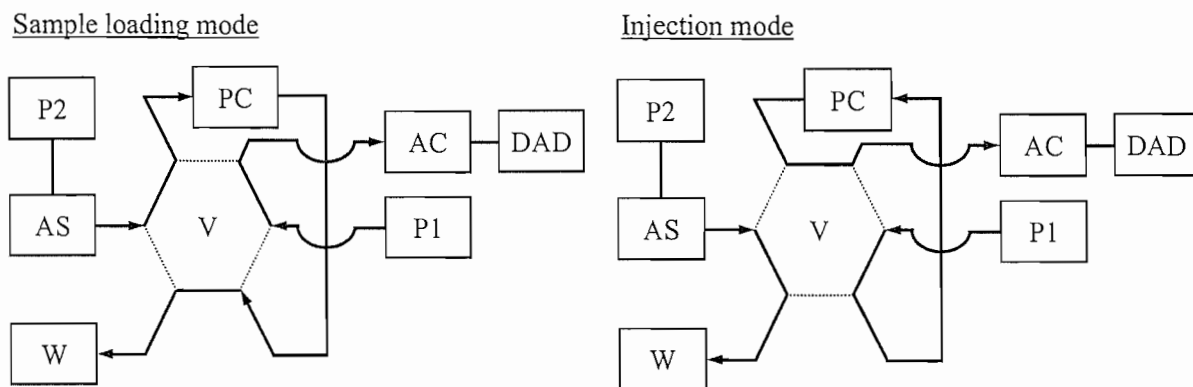 Sample loading mode
P2
PC
AC
DAD
AS
V
P1
W
Injection mode
P2
PC
AC
DAD
AS
V
P1
W